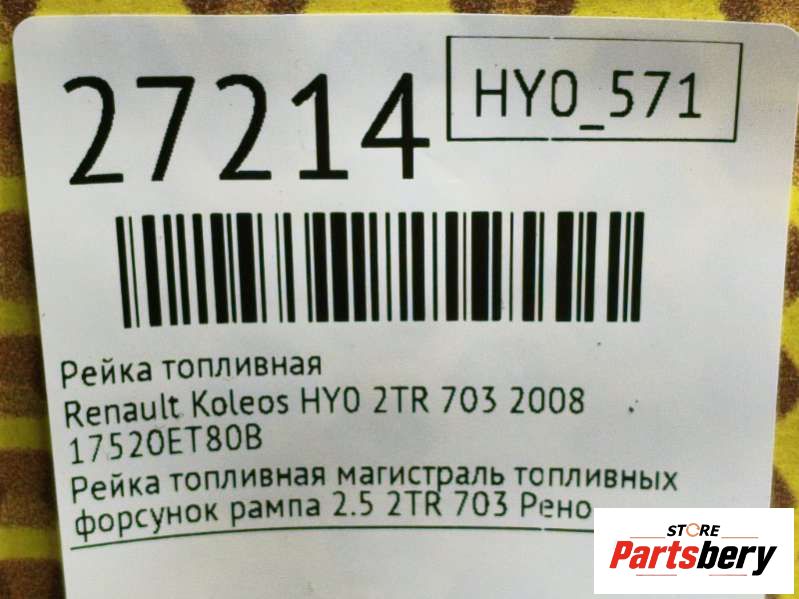 27214
HY0_571
Рейка топливная
Renault Koleos HY0 2TR 703 2008
17520ET80B
Рейка топливная магистраль топливных
форсунок рампа 2.5 2TR 703 Рено
STORE
Partsbery